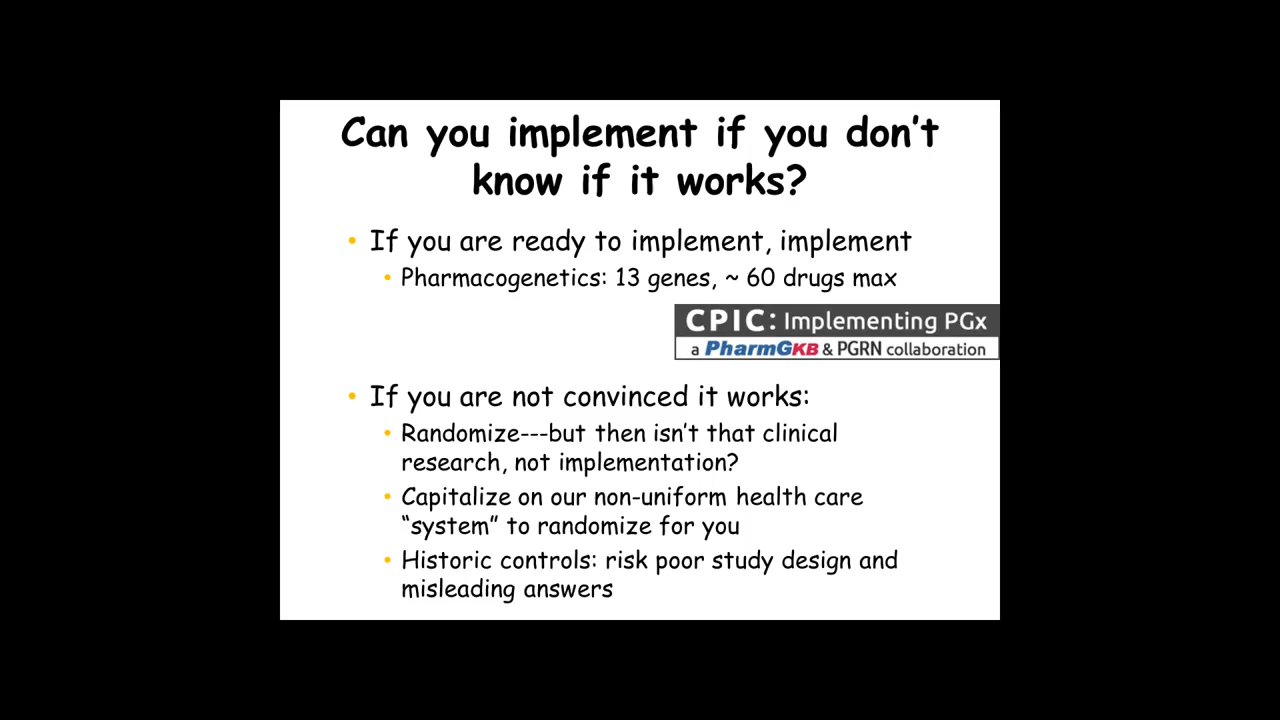 Can you implement if you don't
know if it works?
• If you are ready to implement, implement
• Pharmacogenetics: 13 genes, ~ 60 drugs max
CPIC: Implementing PGx
a PharmGKB & PGRN collaboration
• If you are not convinced it works:
• Randomize---but then isn't that clinical
research, not implementation?
• Capitalize on our non-uniform health care
“system” to randomize for you
• Historic controls: risk poor study design and
misleading answers